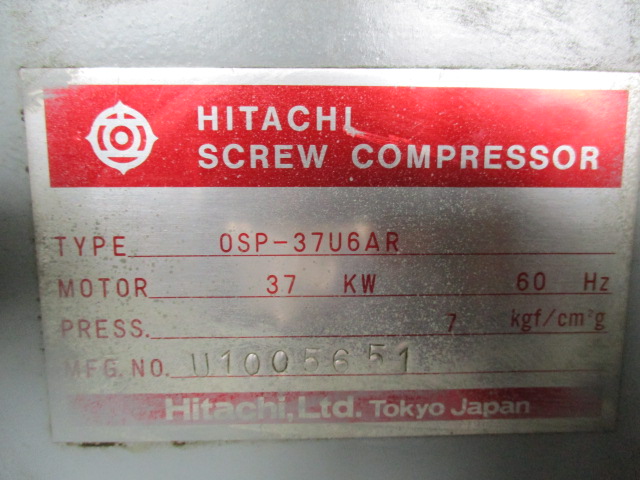 HITACHI
SCREW COMPRESSOR
TYPE OSP-37U6AR
MOTOR 37 KW 60 Hz
PRESS. 7 kgf/cm²g
MFG. NO. U1005651
Hitachi, Ltd. Tokyo Japan